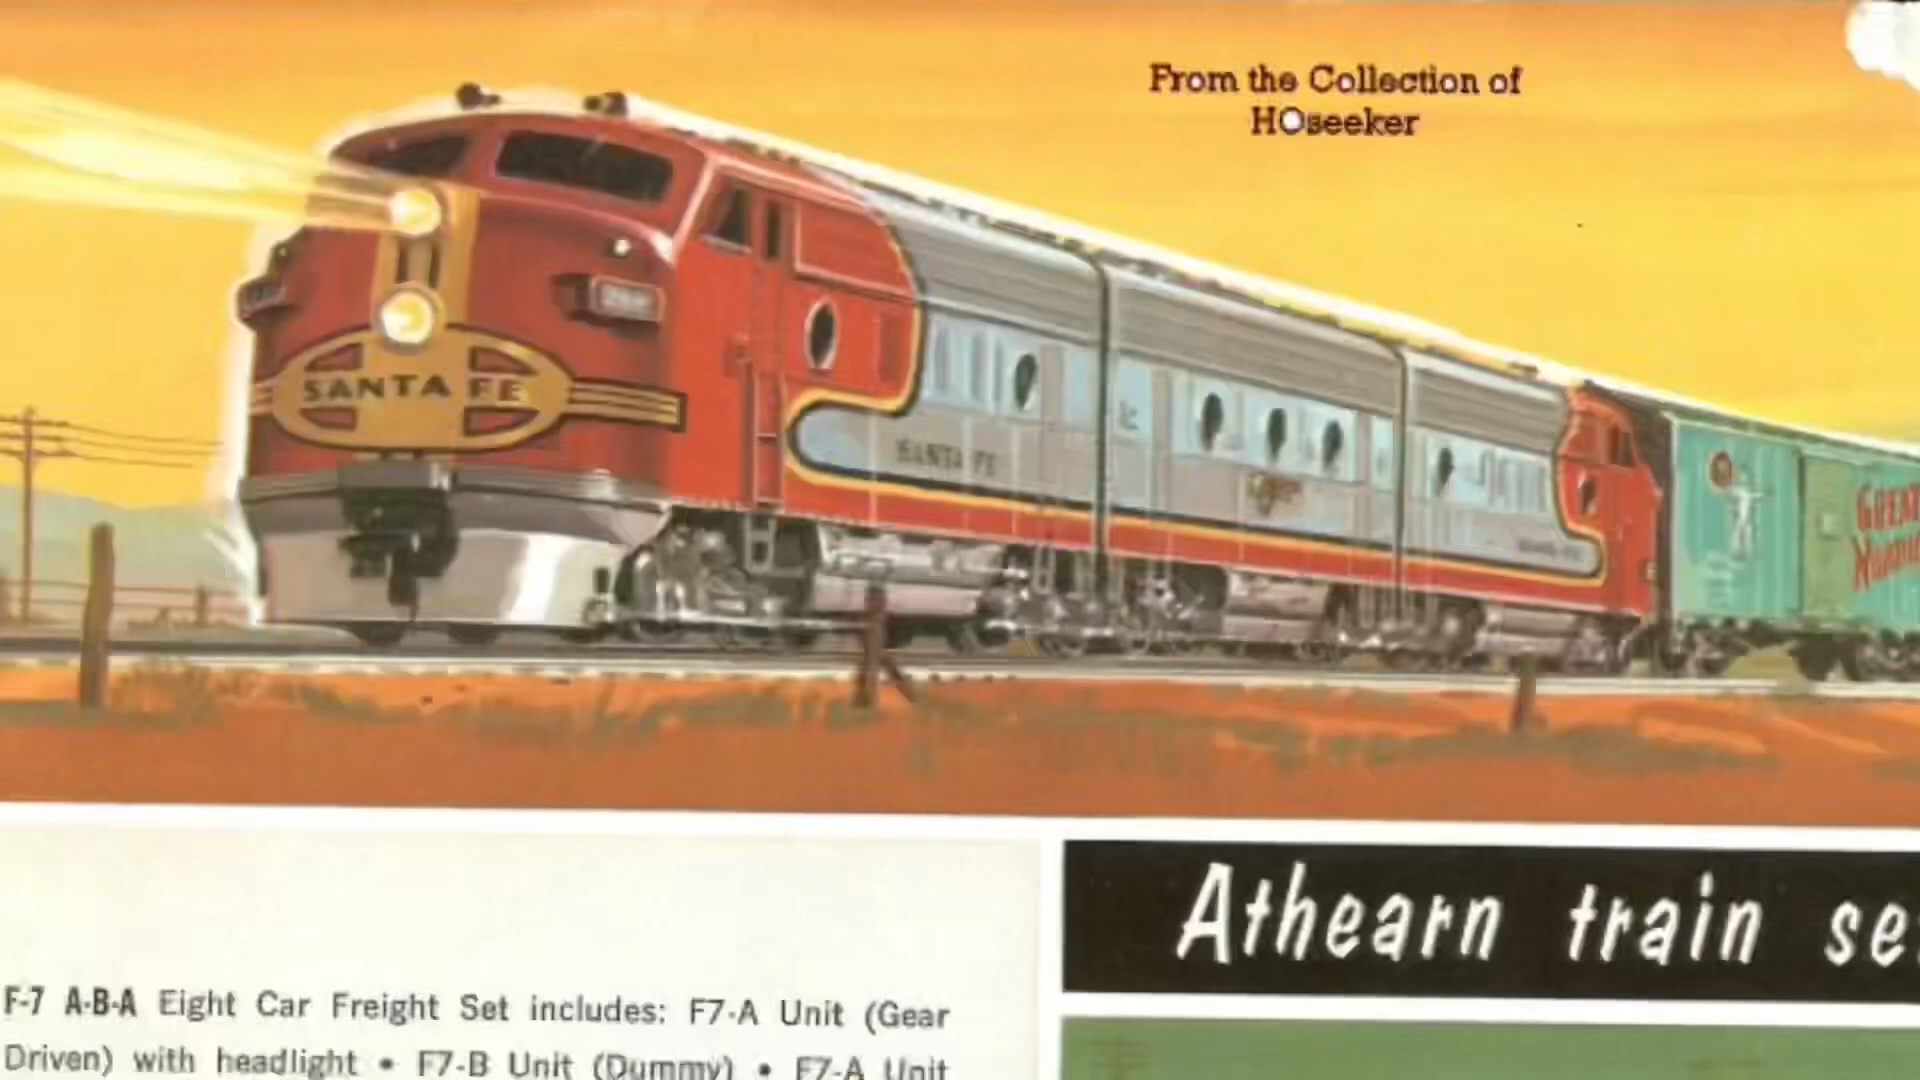 From the Collection of
HOseeker
SANTA FE
SANTA FE
GREAT
Athearn train se
F-7 A-B-A Eight Car Freight Set includes: F7-A Unit (Gear
Driven) with headlight • F7-B Unit (Dummy) • F7-A Unit